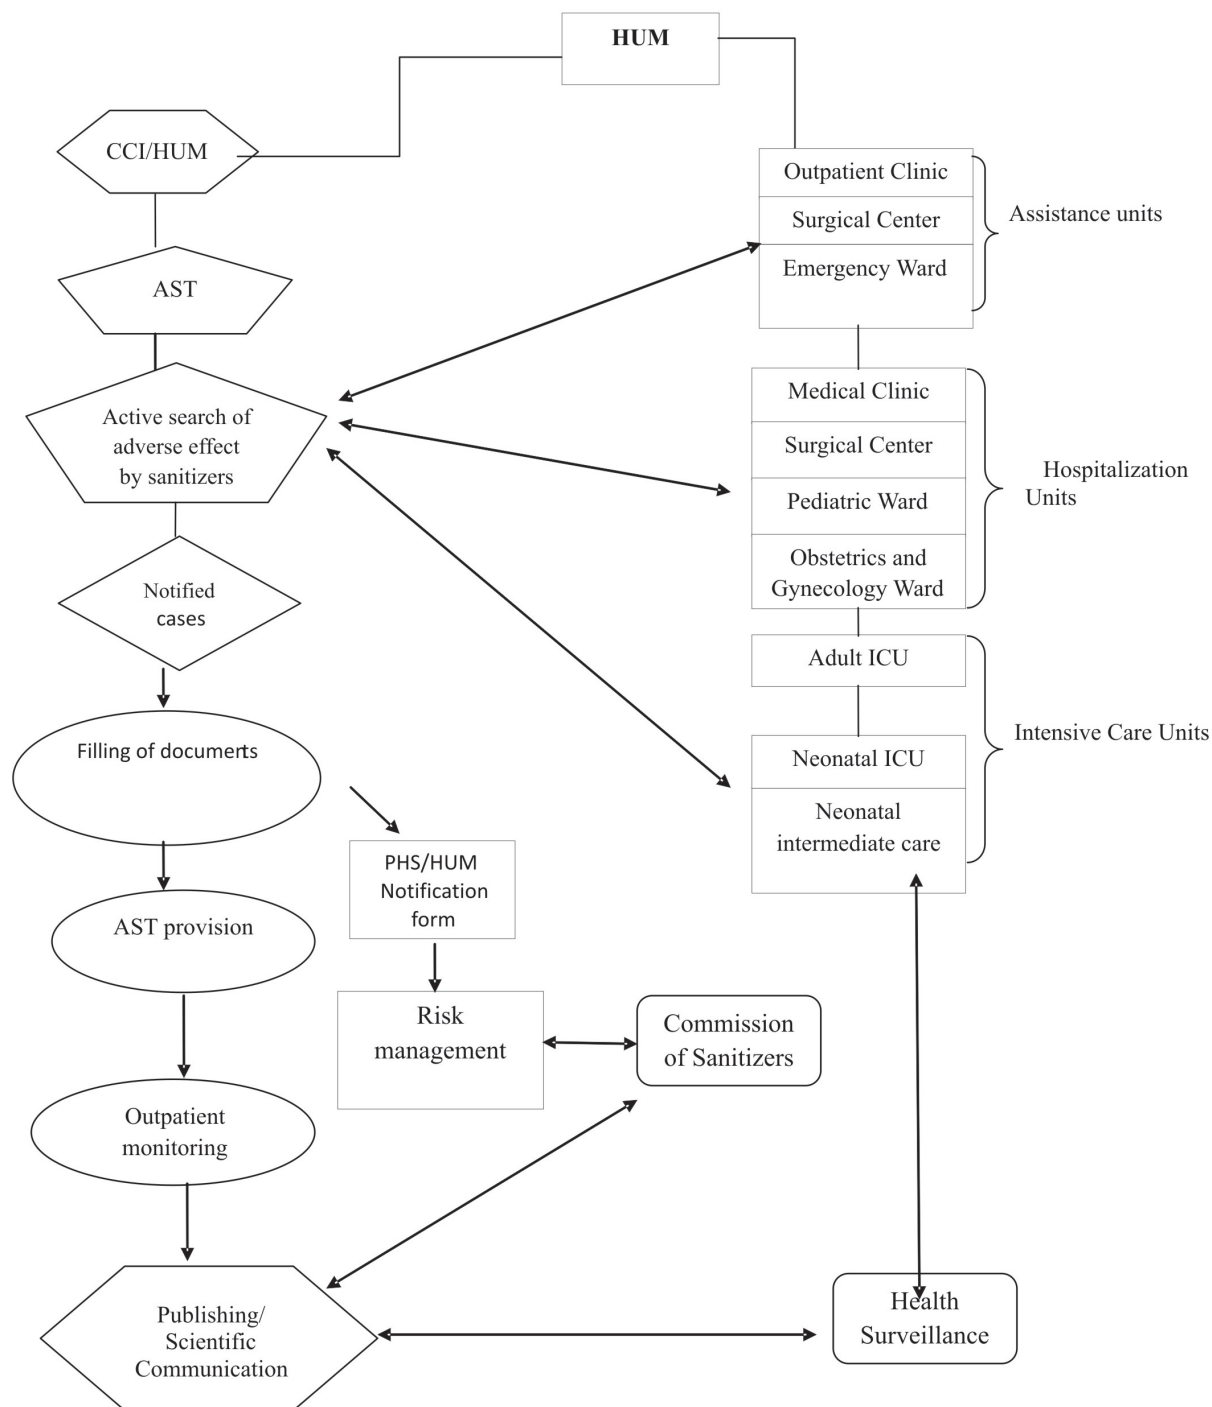 HUM
CCI/HUM
Outpatient Clinic
Surgical Center
Emergency Ward
Assistance units
AST
Active search of
adverse effect
by sanitizers
Medical Clinic
Surgical Center
Pediatric Ward
Obstetrics and
Gynecology Ward
Hospitalization
Units
Notified
cases
Adult ICU
Neonatal ICU
Neonatal
intermediate care
Intensive Care Units
Filling of documents
PHS/HUM
Notification
form
AST provision
Risk
management
Commission
of Sanitizers
Outpatient
monitoring
Publishing/
Scientific
Communication
Health
Surveillance